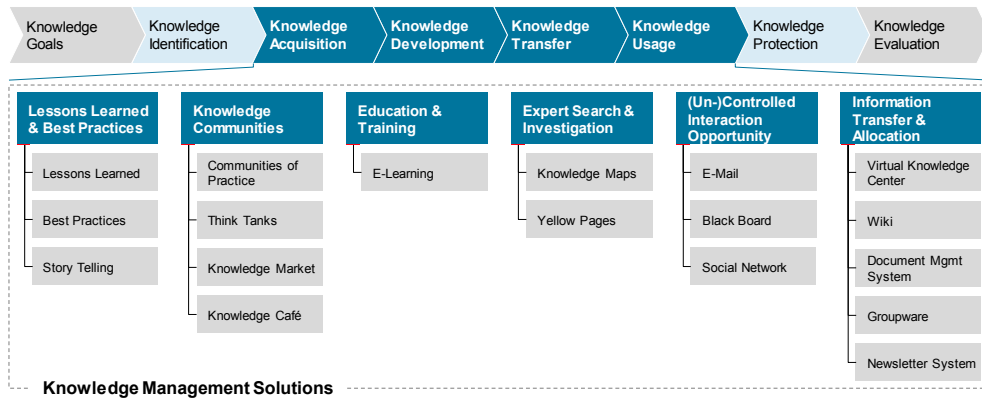 Knowledge
Goals
Knowledge
Identification
Knowledge
Acquisition
Knowledge
Development
Knowledge
Transfer
Knowledge
Usage
Knowledge
Protection
Knowledge
Evaluation
Lessons Learned
& Best Practices
Lessons Learned
Best Practices
Story Telling
Knowledge
Communities
Communities of
Practice
Think Tanks
Knowledge Market
Knowledge Café
Education &
Training
E-Learning
Expert Search &
Investigation
Knowledge Maps
Yellow Pages
(Un-)Controlled
Interaction
Opportunity
E-Mail
Black Board
Social Network
Information
Transfer &
Allocation
Virtual Knowledge
Center
Wiki
Document Mgmt
System
Groupware
Newsletter System
Knowledge Management Solutions